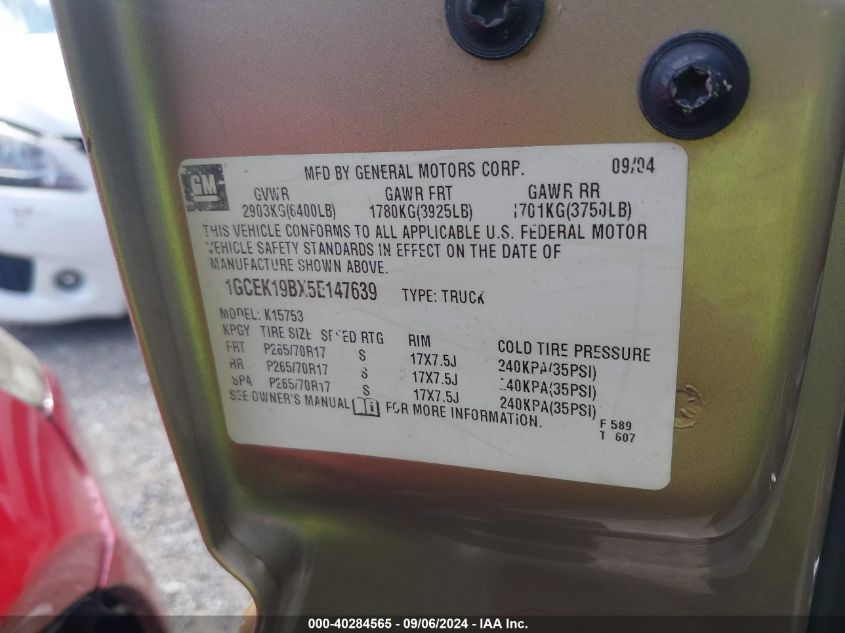 GM MFD BY GENERAL MOTORS CORP. 09/04
GVWR GAWR FRT GAWR RR
2903KG(6400LB) 1780KG(3925LB) 1701KG(3750LB)
THIS VEHICLE CONFORMS TO ALL APPLICABLE U.S. FEDERAL MOTOR
VEHICLE SAFETY STANDARDS IN EFFECT ON THE DATE OF
MANUFACTURE SHOWN ABOVE.
1GCEK19BX5E147639 TYPE: TRUCK
MODEL: K15753
KPGY TIRE SIZE SPEED RTG RIM COLD TIRE PRESSURE
FRT P265/70R17 S 17X7.5J 240KPA(35PSI)
RR P265/70R17 S 17X7.5J 240KPA(35PSI)
SPA P265/70R17 S 17X7.5J 240KPA(35PSI)
SEE OWNER'S MANUAL FOR MORE INFORMATION.
F 589
T 607
000-40284565 - 09/06/2024 - IAA Inc.